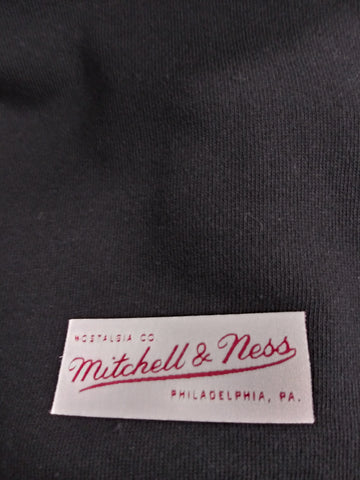 NOSTALGIA CO.
Mitchell & Ness
PHILADELPHIA, PA.